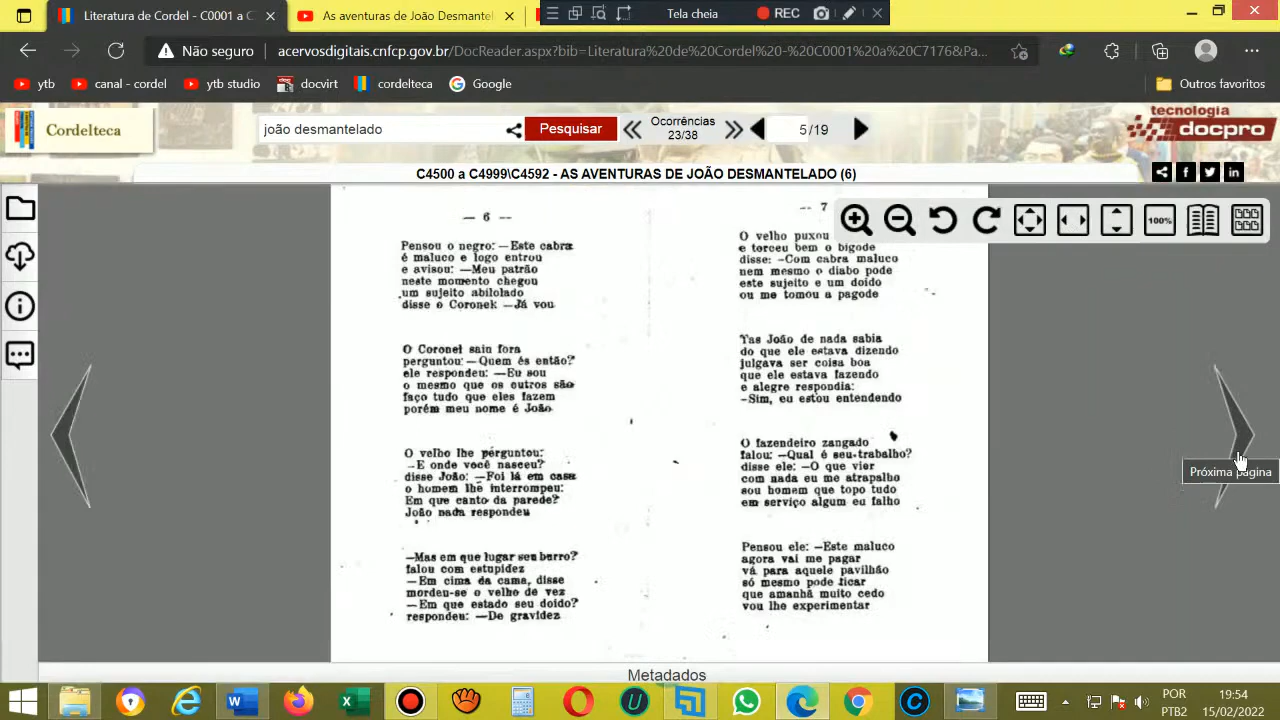 Literatura de Cordel - C0001 a C
As aventuras de João Desmantel
Tela cheia
REC
Não seguro
acervosdigitais.cnfcp.gov.br/DocReader.aspx?bib=Literatura%20de%20Cordel%20-%20C0001%20a%20C7176&Pa...
ytb
canal - cordel
ytb studio
docvirt
cordelteca
Google
Outros favoritos
Cordelteca
joão desmantelado
Pesquisar
Ocorrências
23/38
5/19
tecnologia
docpro
C4500 a C4999\C4592 - AS AVENTURAS DE JOÃO DESMANTELADO (6)
100%
— 6 --
Pensou o negro: —Este cabra
é maluco e logo entrou
e avisou: —Meu patrão
neste momento chegou
um sujeito abilolado
disse o Coronek —Já vou
O Coronel sain fora
perguntou: —Quem és então?
ele respondeu: —Eu sou
o mesmo que os outros são
faço tudo que eles fazem
porém meu nome é João
O velho lhe perguntou:
-E onde você nasceu?
disse João: —Foi lá em casa
o homem lhe interrompeu:
Em que canto da parede?
João nada respondeu
—Mas em que lugar seu burro?
falou com estupidez
—Em cima da cama, disse
mordeu-se o velho de vez
—Em que estado seu doido?
respondeu: —De gravidez
-- 7
O velho puxou
e torceu bem o bigode
disse: -Com cabra maluco
nem mesmo o diabo pode
este sujeito e um doido
ou me tomou a pagode
Tas João de nada sabia
do que ele estava dizendo
julgava ser coisa boa
que ele estava fazendo
e alegre respondia:
-Sim, eu estou entendendo
O fazendeiro zangado
falou: —Qual é seu trabalho?
disse ele: —O que vier
com nada eu me atrapalho
sou homem que topo tudo
em serviço algum eu falho
Pensou ele: —Este maluco
agora vai me pagar
vá para aquele pavilhão
só mesmo pode ficar
que amanhã muito cedo
vou lhe experimentar
Próxima página
Metadados
POR
PTB2
19:54
15/02/2022